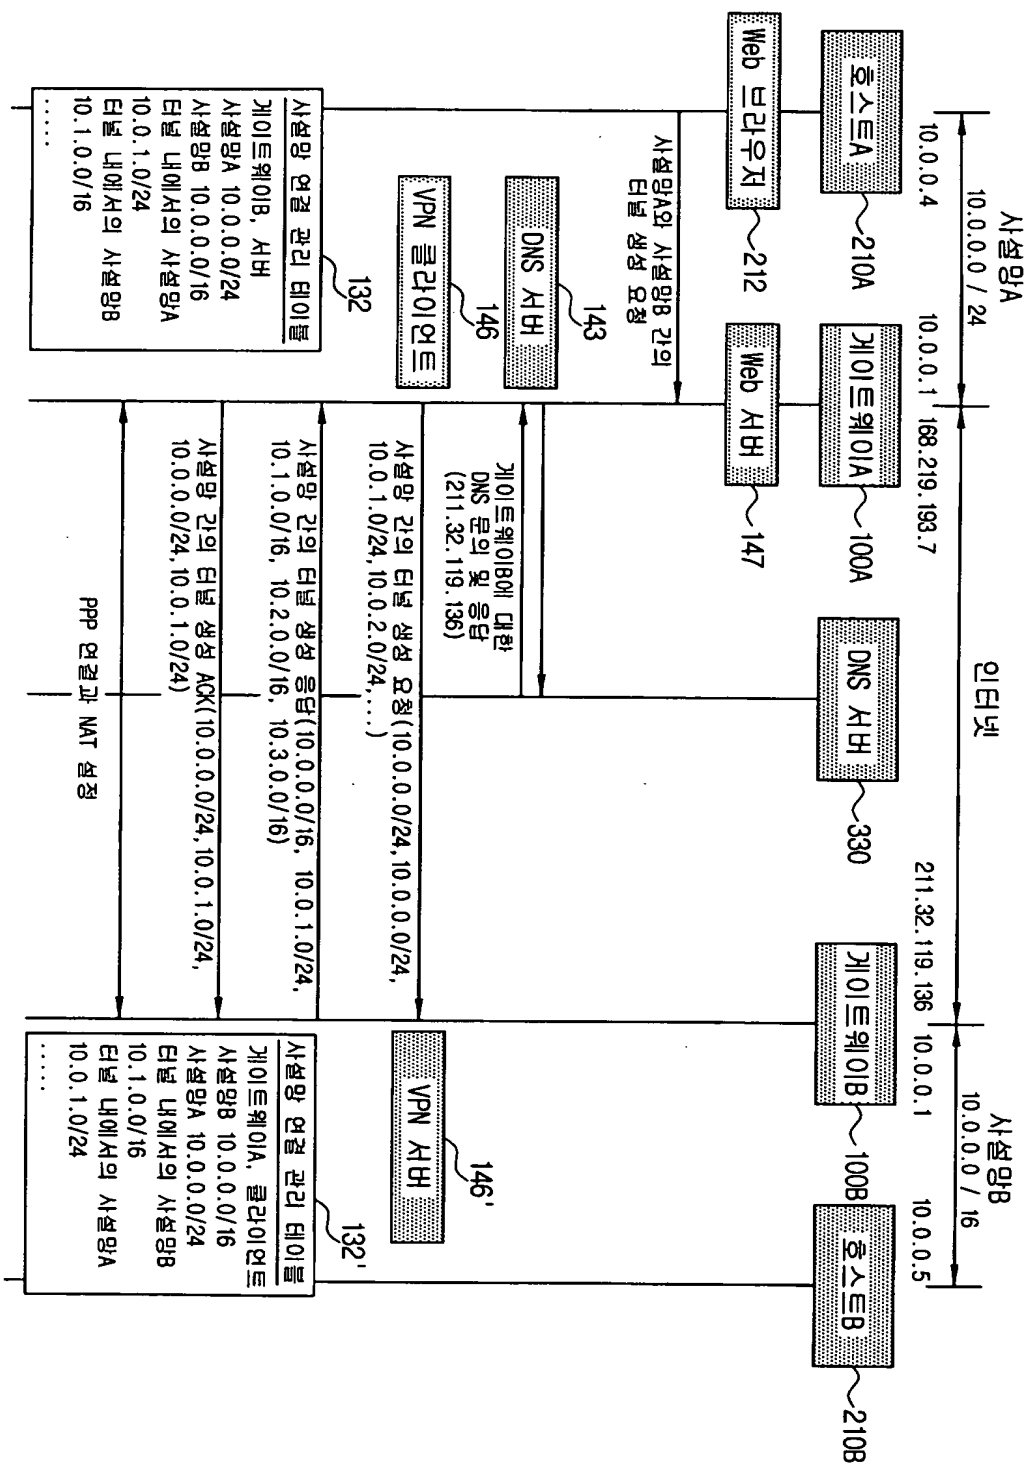 사설망A
인터넷
사설망B
10.0.0.0 / 24
10.0.0.0 / 16
10.0.0.4
10.0.0.1
168.219.193.7
211.32.119.136
10.0.0.1
10.0.0.5
호스트A
210A
게이트웨이A
100A
DNS 서버
330
게이트웨이B
100B
호스트B
210B
Web 브라우저
212
Web 서버
147
사설망A와 사설망B 간의
터널 생성 요청
DNS 서버
143
게이트웨이B에 대한
DNS 문의 및 응답
(211.32.119.136)
VPN 클라이언트
146
사설망 간의 터널 생성 요청(10.0.0.0/24,10.0.0.0/24,
10.0.1.0/24,10.0.2.0/24,...)
VPN 서버
146'
사설망 간의 터널 생성 응답(10.0.0.0/16, 10.0.1.0/24,
10.1.0.0/16, 10.2.0.0/16, 10.3.0.0/16)
사설망 간의 터널 생성 ACK(10.0.0.0/24,10.0.1.0/24,
10.0.0.0/24,10.0.1.0/24)
PPP 연결과 NAT 설정
132
사설망 연결 관리 테이블
게이트웨이B, 서버
사설망A 10.0.0.0/24
사설망B 10.0.0.0/16
터널 내에서의 사설망A
10.0.1.0/24
터널 내에서의 사설망B
10.1.0.0/16
.....
132'
사설망 연결 관리 테이블
게이트웨이A, 클라이언트
사설망B 10.0.0.0/16
사설망A 10.0.0.0/24
터널 내에서의 사설망B
10.1.0.0/16
터널 내에서의 사설망A
10.0.1.0/24
.....